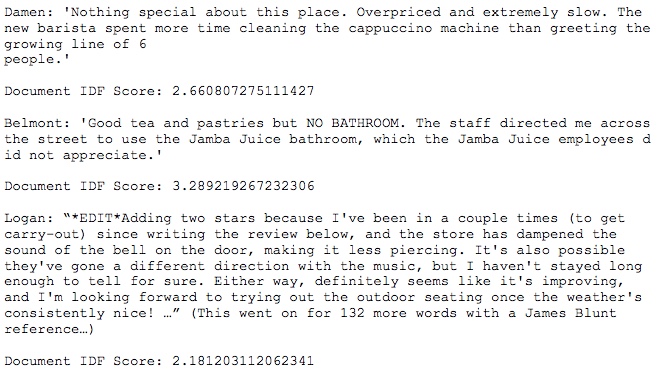 Damen: 'Nothing special about this place. Overpriced and extremely slow. The
new barista spent more time cleaning the cappuccino machine than greeting the
growing line of 6
people.'
Document IDF Score: 2.660807275111427
Belmont: 'Good tea and pastries but NO BATHROOM. The staff directed me across
the street to use the Jamba Juice bathroom, which the Jamba Juice employees d
id not appreciate.'
Document IDF Score: 3.289219267232306
Logan: “*EDIT*Adding two stars because I've been in a couple times (to get
carry-out) since writing the review below, and the store has dampened the
sound of the bell on the door, making it less piercing. It's also possible
they've gone a different direction with the music, but I haven't stayed long
enough to tell for sure. Either way, definitely seems like it's improving,
and I'm looking forward to trying out the outdoor seating once the weather's
consistently nice! …” (This went on for 132 more words with a James Blunt
reference…)
Document IDF Score: 2.181203112062341